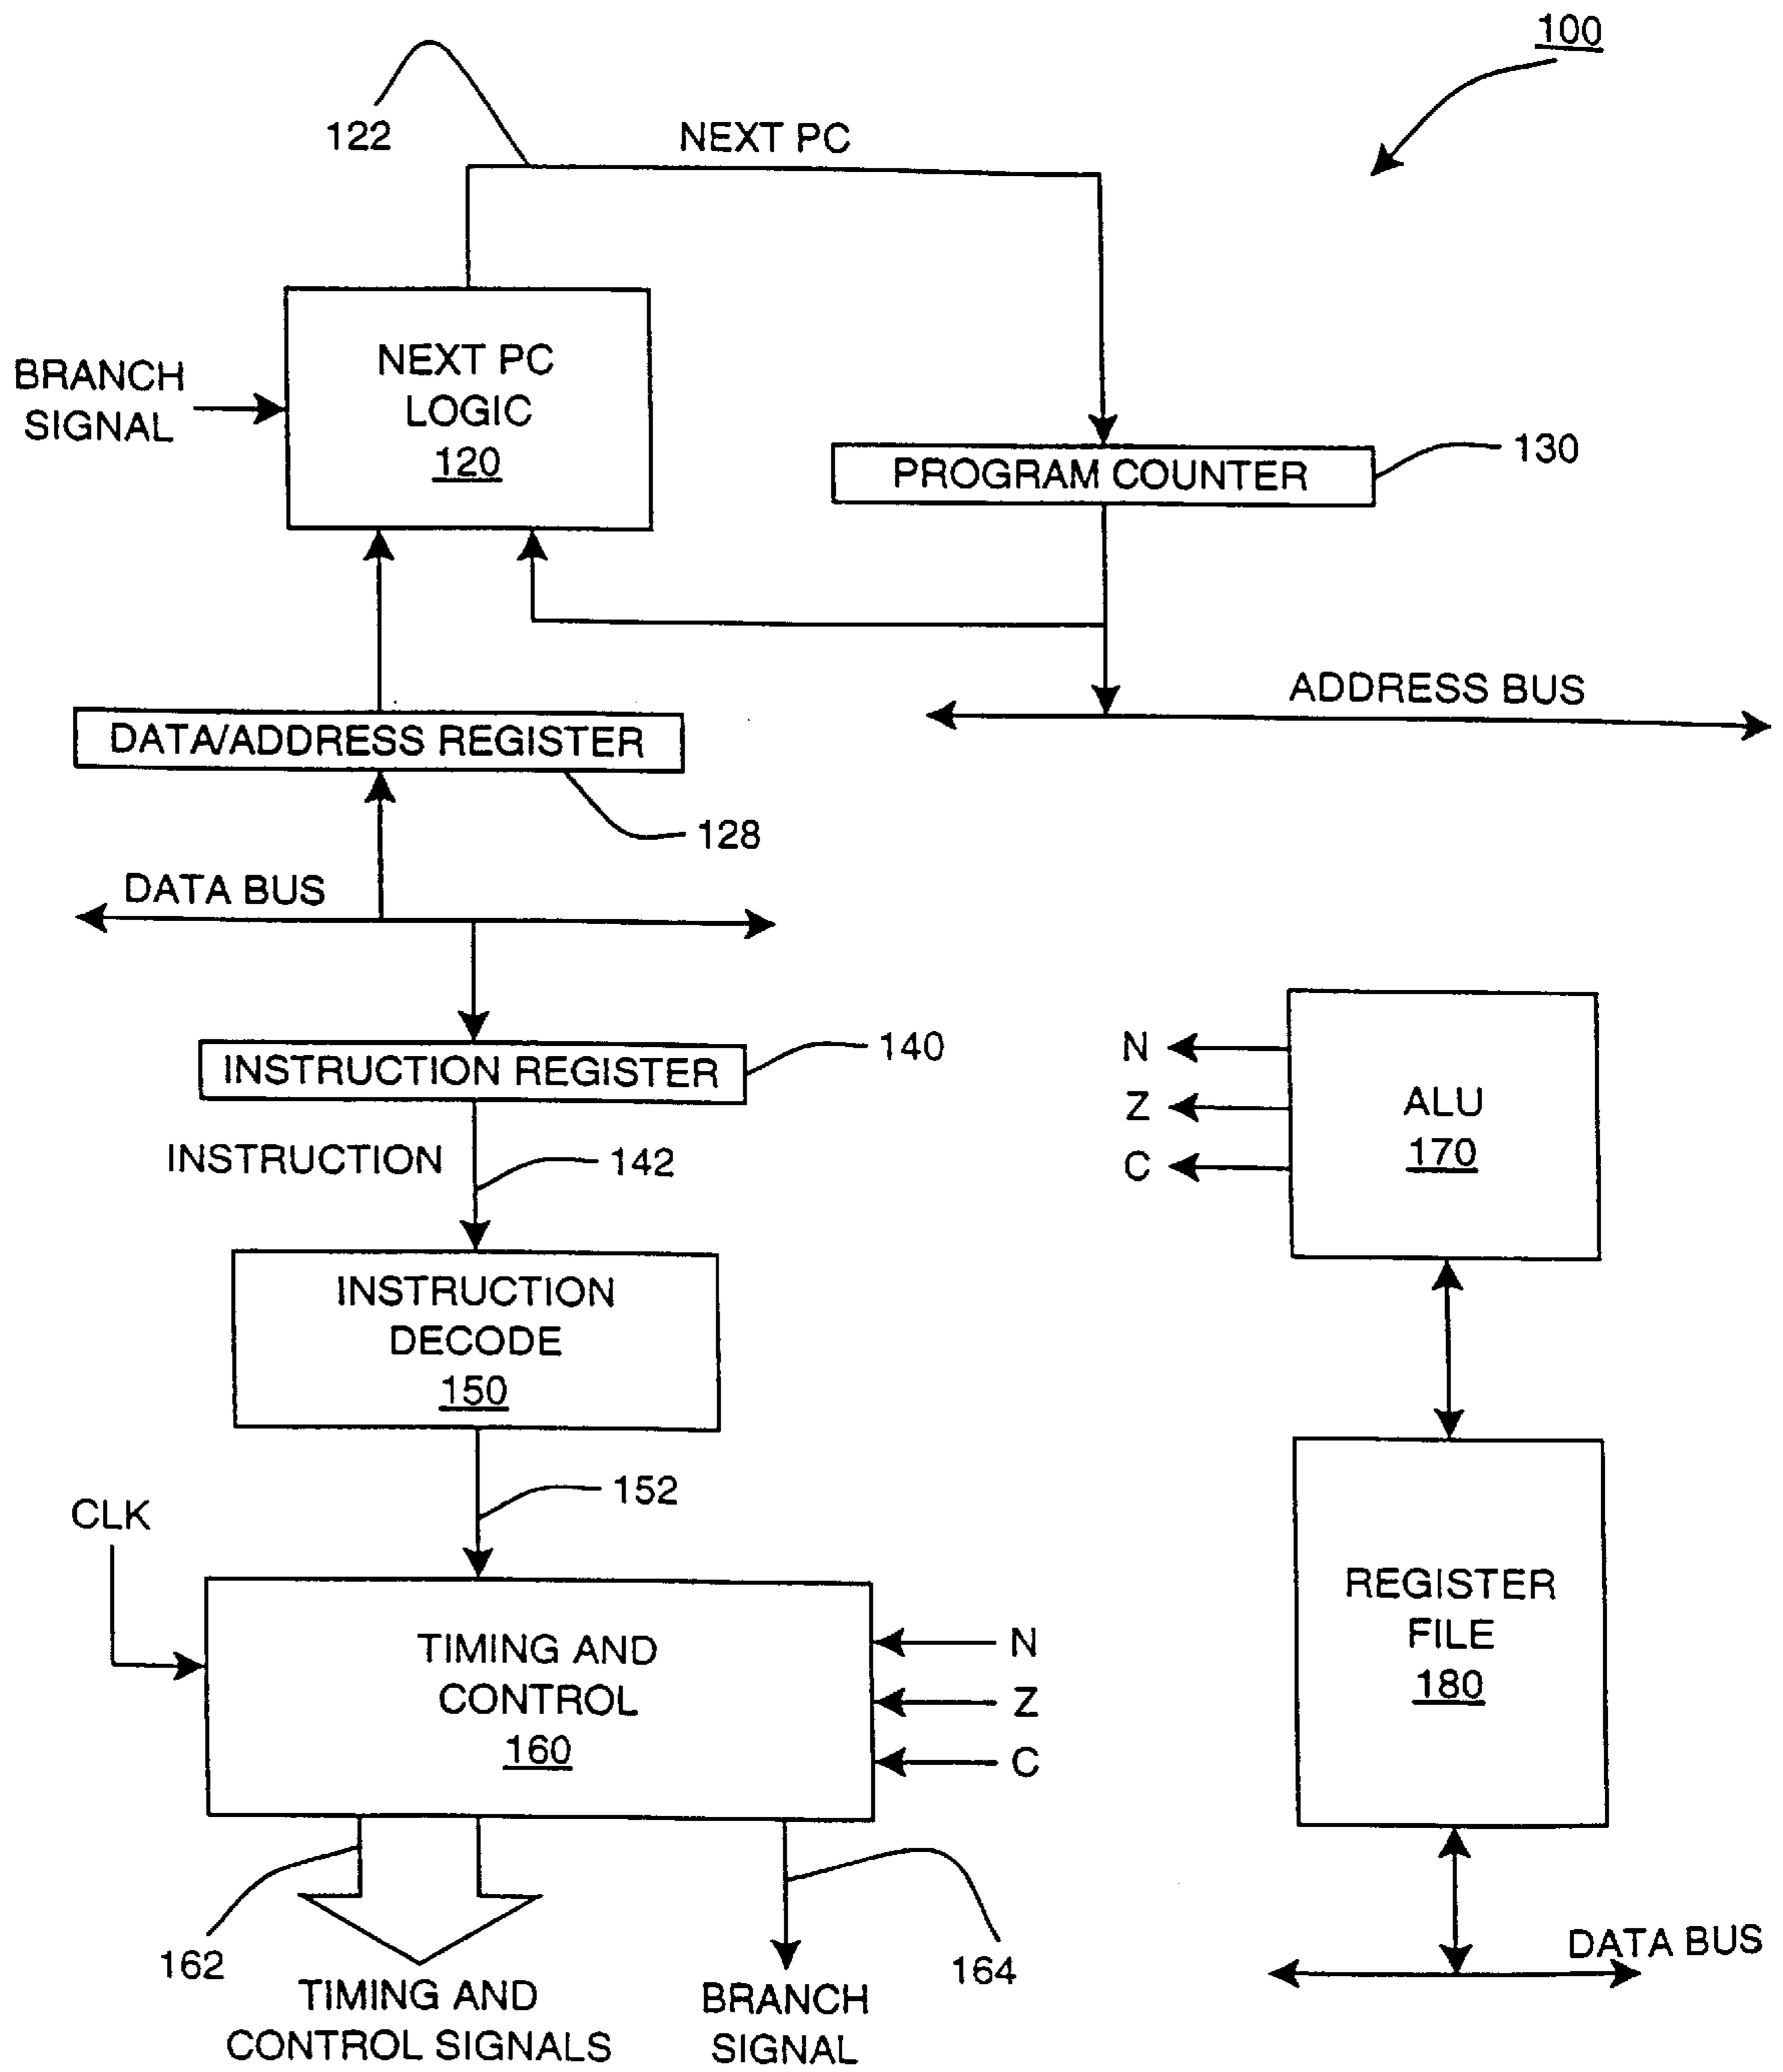 100
122
NEXT PC
NEXT PC
LOGIC
120
BRANCH
SIGNAL
130
PROGRAM COUNTER
ADDRESS BUS
DATA/ADDRESS REGISTER
128
DATA BUS
140
INSTRUCTION REGISTER
INSTRUCTION
142
N
Z
C
ALU
170
INSTRUCTION
DECODE
150
152
CLK
TIMING AND
CONTROL
160
N
Z
C
REGISTER
FILE
180
162
TIMING AND
CONTROL SIGNALS
164
BRANCH
SIGNAL
DATA BUS